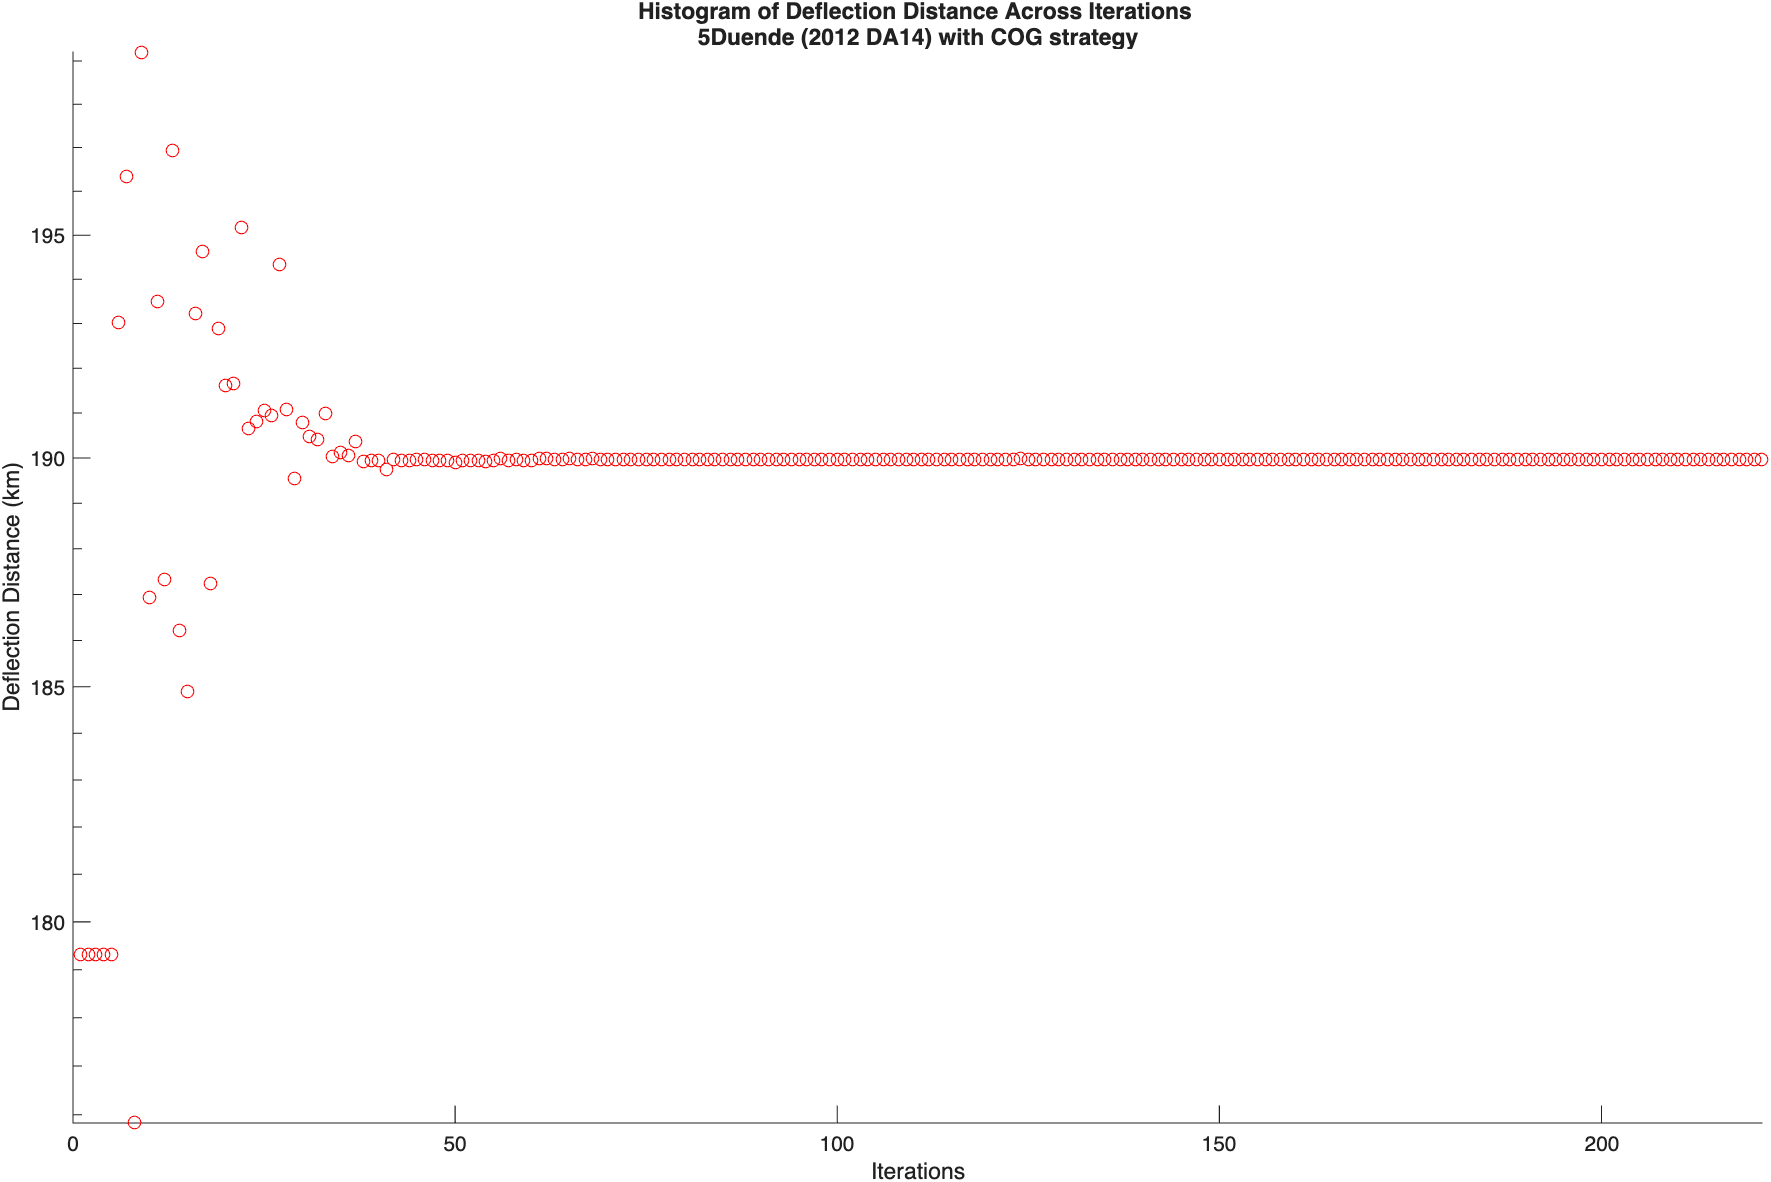 Histogram of Deflection Distance Across Iterations
5Duende (2012 DA14) with COG strategy
Deflection Distance (km)
195
190
185
180
0 50 100 150 200
Iterations